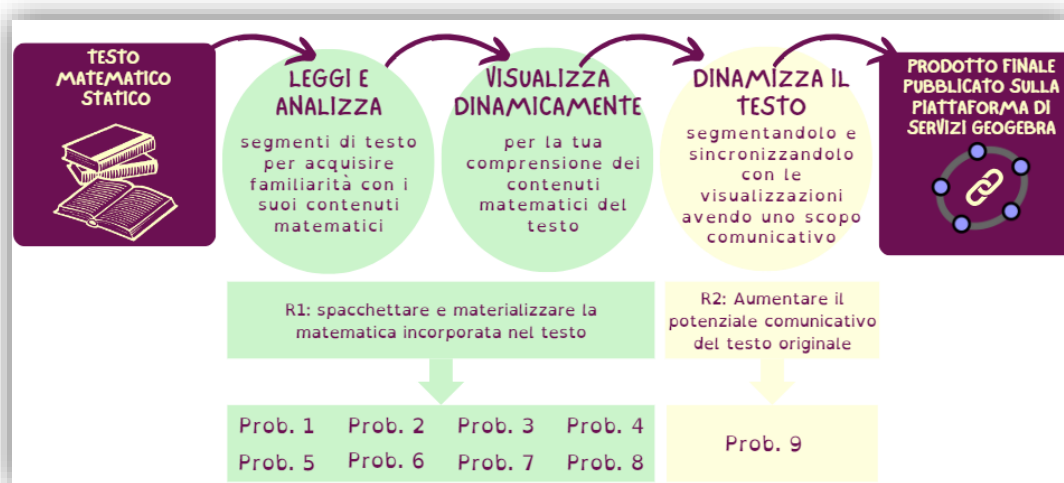 TESTO
MATEMATICO
STATICO
LEGGI E
ANALIZZA
segmenti di testo
per acquisire
familiarità con i
suoi contenuti
matematici
VISUALIZZA
DINAMICAMENTE
per la tua
comprensione dei
contenuti
matematici del
testo
DINAMIZZA IL
TESTO
segmentandolo e
sincronizzandolo
con le
visualizzazioni
avendo uno scopo
comunicativo
PRODOTTO FINALE
PUBBLICATO SULLA
PIATTAFORMA DI
SERVIZI GEOGEBRA
R1: spacchettare e materializzare la
matematica incorporata nel testo
R2: Aumentare il
potenziale comunicativo
del testo originale
Prob. 1 Prob. 2 Prob. 3 Prob. 4
Prob. 5 Prob. 6 Prob. 7 Prob. 8
Prob. 9